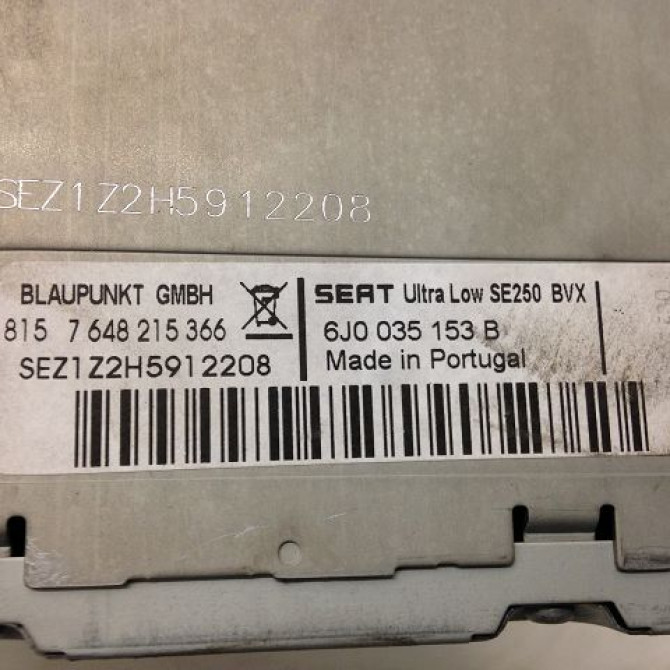 SEZ1Z2H5912208
BLAUPUNKT GMBH
815 7 648 215 366
SEZ1Z2H5912208
SEAT Ultra Low SE250 BVX
6J0 035 153 B
Made in Portugal